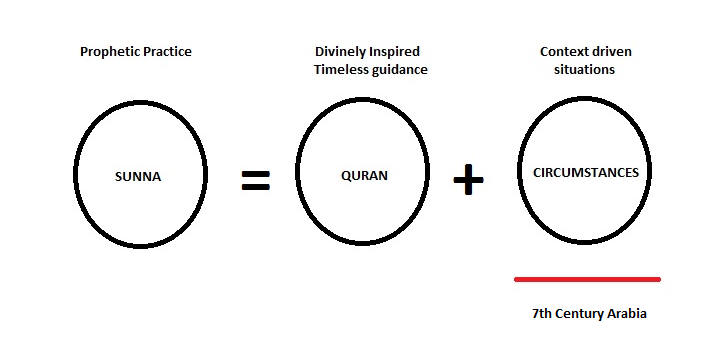 Prophetic Practice
Divinely Inspired
Timeless guidance
Context driven
situations
SUNNA
=
QURAN
+
CIRCUMSTANCES
7th Century Arabia